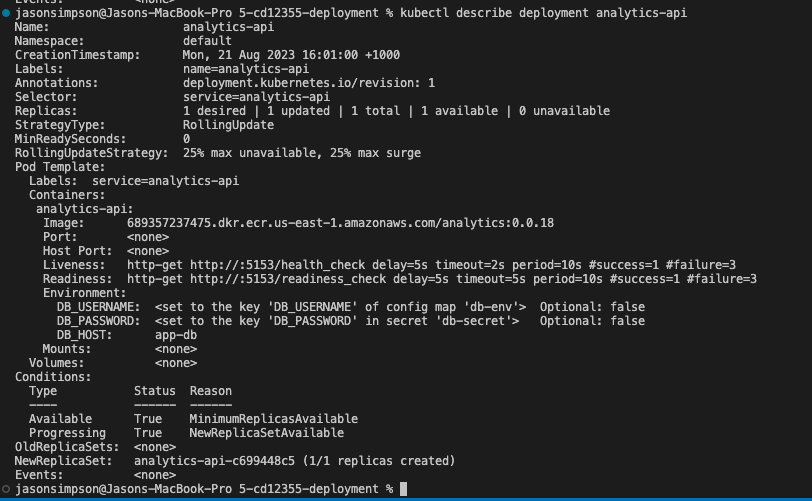 jasonsimpson@Jasons-MacBook-Pro 5-cd12355-deployment % kubectl describe deployment analytics-api
Name:                   analytics-api
Namespace:              default
CreationTimestamp:      Mon, 21 Aug 2023 16:01:00 +1000
Labels:                 name=analytics-api
Annotations:            deployment.kubernetes.io/revision: 1
Selector:               service=analytics-api
Replicas:               1 desired | 1 updated | 1 total | 1 available | 0 unavailable
StrategyType:           RollingUpdate
MinReadySeconds:        0
RollingUpdateStrategy:  25% max unavailable, 25% max surge
Pod Template:
  Labels:  service=analytics-api
  Containers:
   analytics-api:
    Image:      689357237475.dkr.ecr.us-east-1.amazonaws.com/analytics:0.0.18
    Port:       <none>
    Host Port:  <none>
    Liveness:   http-get http://:5153/health_check delay=5s timeout=2s period=10s #success=1 #failure=3
    Readiness:  http-get http://:5153/readiness_check delay=5s timeout=5s period=10s #success=1 #failure=3
    Environment:
      DB_USERNAME:  <set to the key 'DB_USERNAME' of config map 'db-env'>  Optional: false
      DB_PASSWORD:  <set to the key 'DB_PASSWORD' in secret 'db-secret'>   Optional: false
      DB_HOST:      app-db
    Mounts:         <none>
  Volumes:          <none>
Conditions:
  Type           Status  Reason
  ----           ------  ------
  Available      True    MinimumReplicasAvailable
  Progressing    True    NewReplicaSetAvailable
OldReplicaSets:  <none>
NewReplicaSet:   analytics-api-c699448c5 (1/1 replicas created)
Events:          <none>
jasonsimpson@Jasons-MacBook-Pro 5-cd12355-deployment %